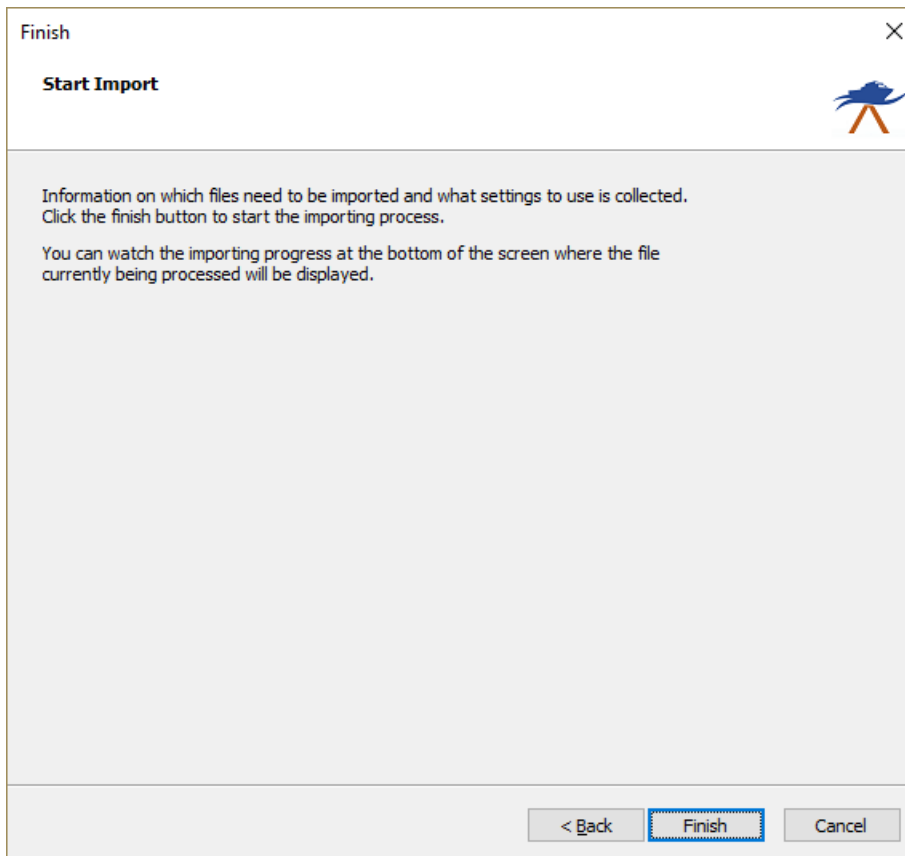 Finish
Start Import
Information on which files need to be imported and what settings to use is collected.
Click the finish button to start the importing process.
You can watch the importing progress at the bottom of the screen where the file
currently being processed will be displayed.
< Back
Finish
Cancel